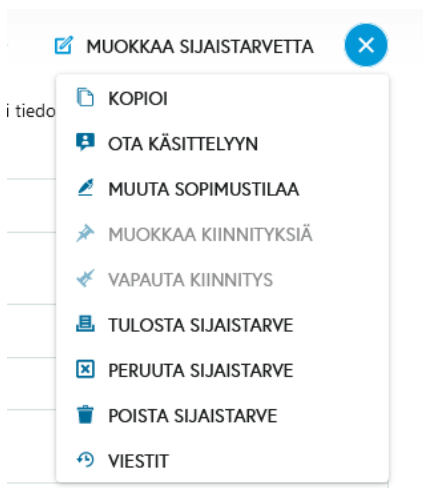 MUOKKAA SIJAISTARVETTA
KOPIOI
i tiedo
OTA KÄSITTELYYN
MUUTA SOPIMUSTILAA
MUOKKAA KIINNITYKSIÄ
VAPAUTA KIINNITYS
TULOSTA SIJAISTARVE
PERUUTA SIJAISTARVE
POISTA SIJAISTARVE
VIESTIT